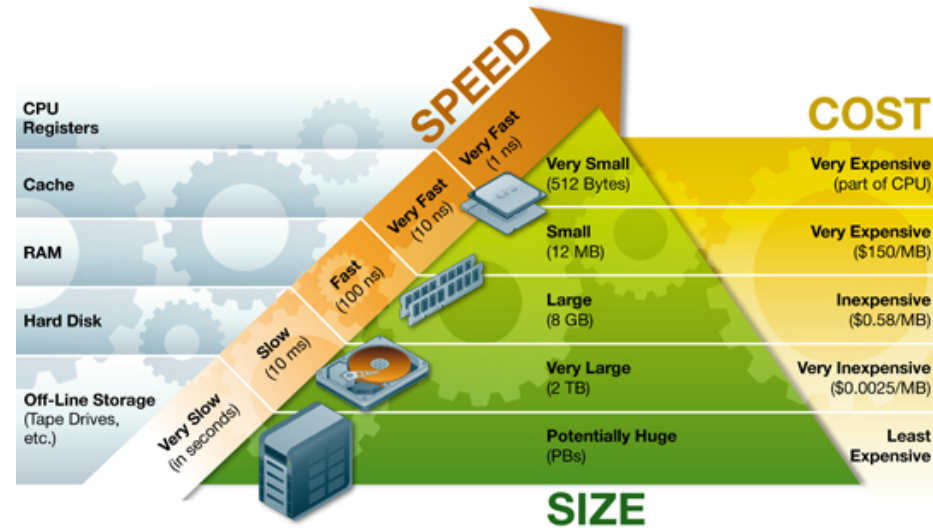 SPEED
COST
CPU
Registers
Very Fast
(1 ns)
Very Small
(512 Bytes)
Very Expensive
(part of CPU)
Cache
Very Fast
(10 ns)
Small
(12 MB)
Very Expensive
($150/MB)
RAM
Fast
(100 ns)
Large
(8 GB)
Inexpensive
($0.58/MB)
Hard Disk
Slow
(10 ms)
Very Large
(2 TB)
Very Inexpensive
($0.0025/MB)
Off-Line Storage
(Tape Drives,
etc.)
Very Slow
(in seconds)
Potentially Huge
(PBs)
Least
Expensive
SIZE
CPU